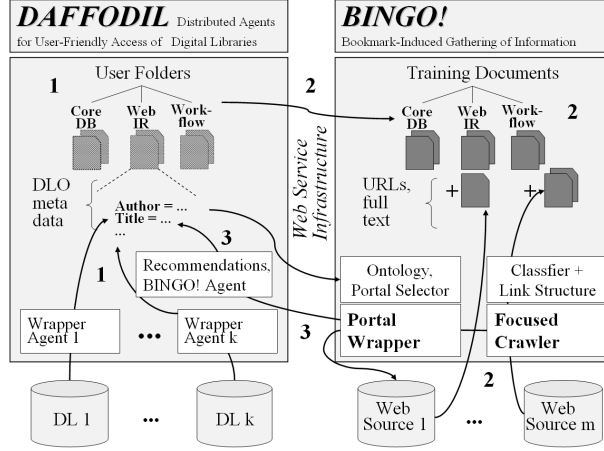 DAFFODIL Distributed Agents
for User-Friendly Access of Digital Libraries
BINGO!
Bookmark-Induced Gathering of Information
1
User Folders
Core
DB
Web
IR
Work-
flow
DLO
meta
data
Author = ...
Title = ...
...
3
1
Recommendations,
BINGO! Agent
Wrapper
Agent 1
...
Wrapper
Agent k
DL 1
...
DL k
2
Web Service
Infrastructure
3
Training Documents
Core
DB
Web
IR
Work-
flow
2
URLs,
full
text
+
+
Ontology,
Portal Selector
Classfier +
Link Structure
Portal
Wrapper
Focused
Crawler
2
Web
Source 1
...
Web
Source m